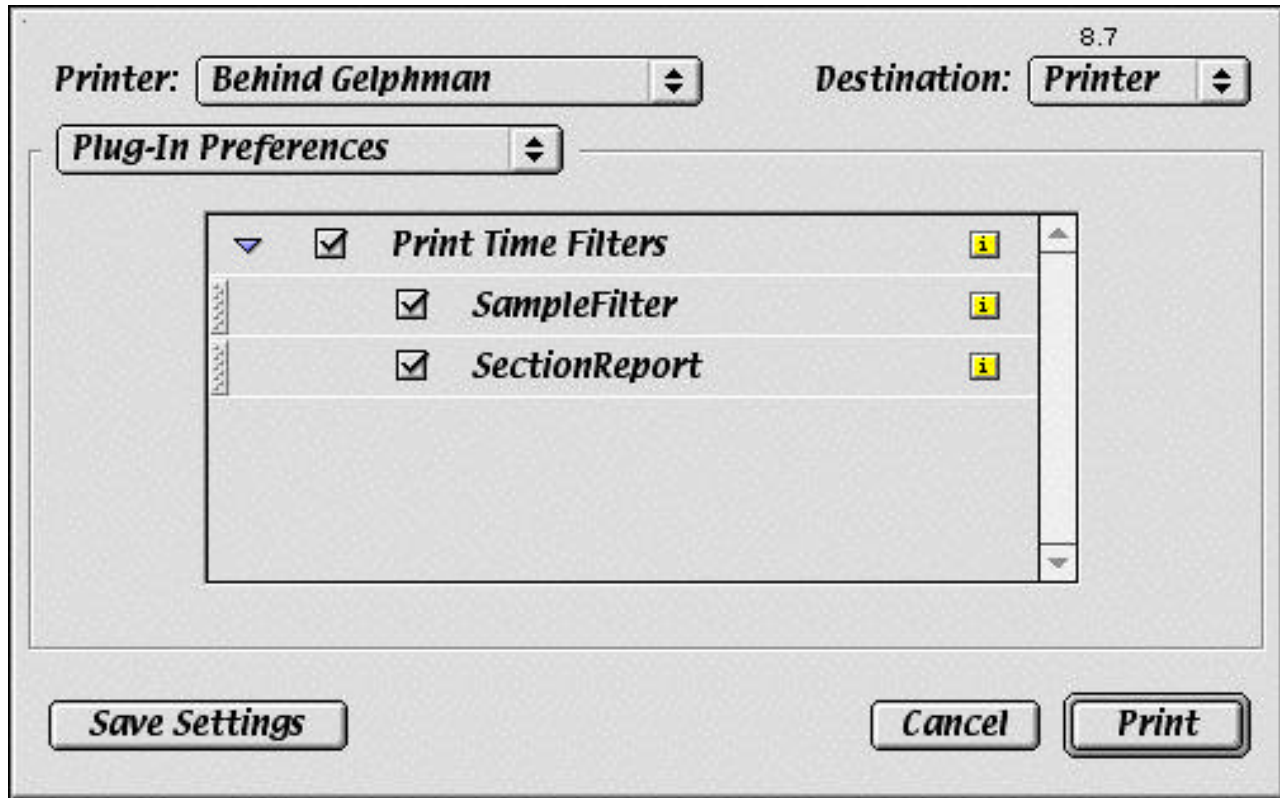 8.7
Printer: Behind Gelphman Destination: Printer
Plug-In Preferences
Print Time Filters
SampleFilter
SectionReport
Save Settings Cancel Print